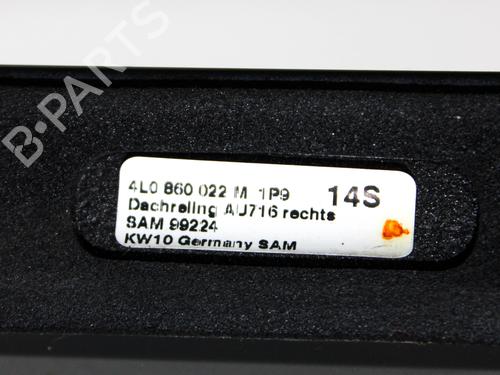 B-PARTS
4L0 860 022 M 1P9 14S
Dachreling AU716 rechts
SAM 99224
KW10 Germany SAM